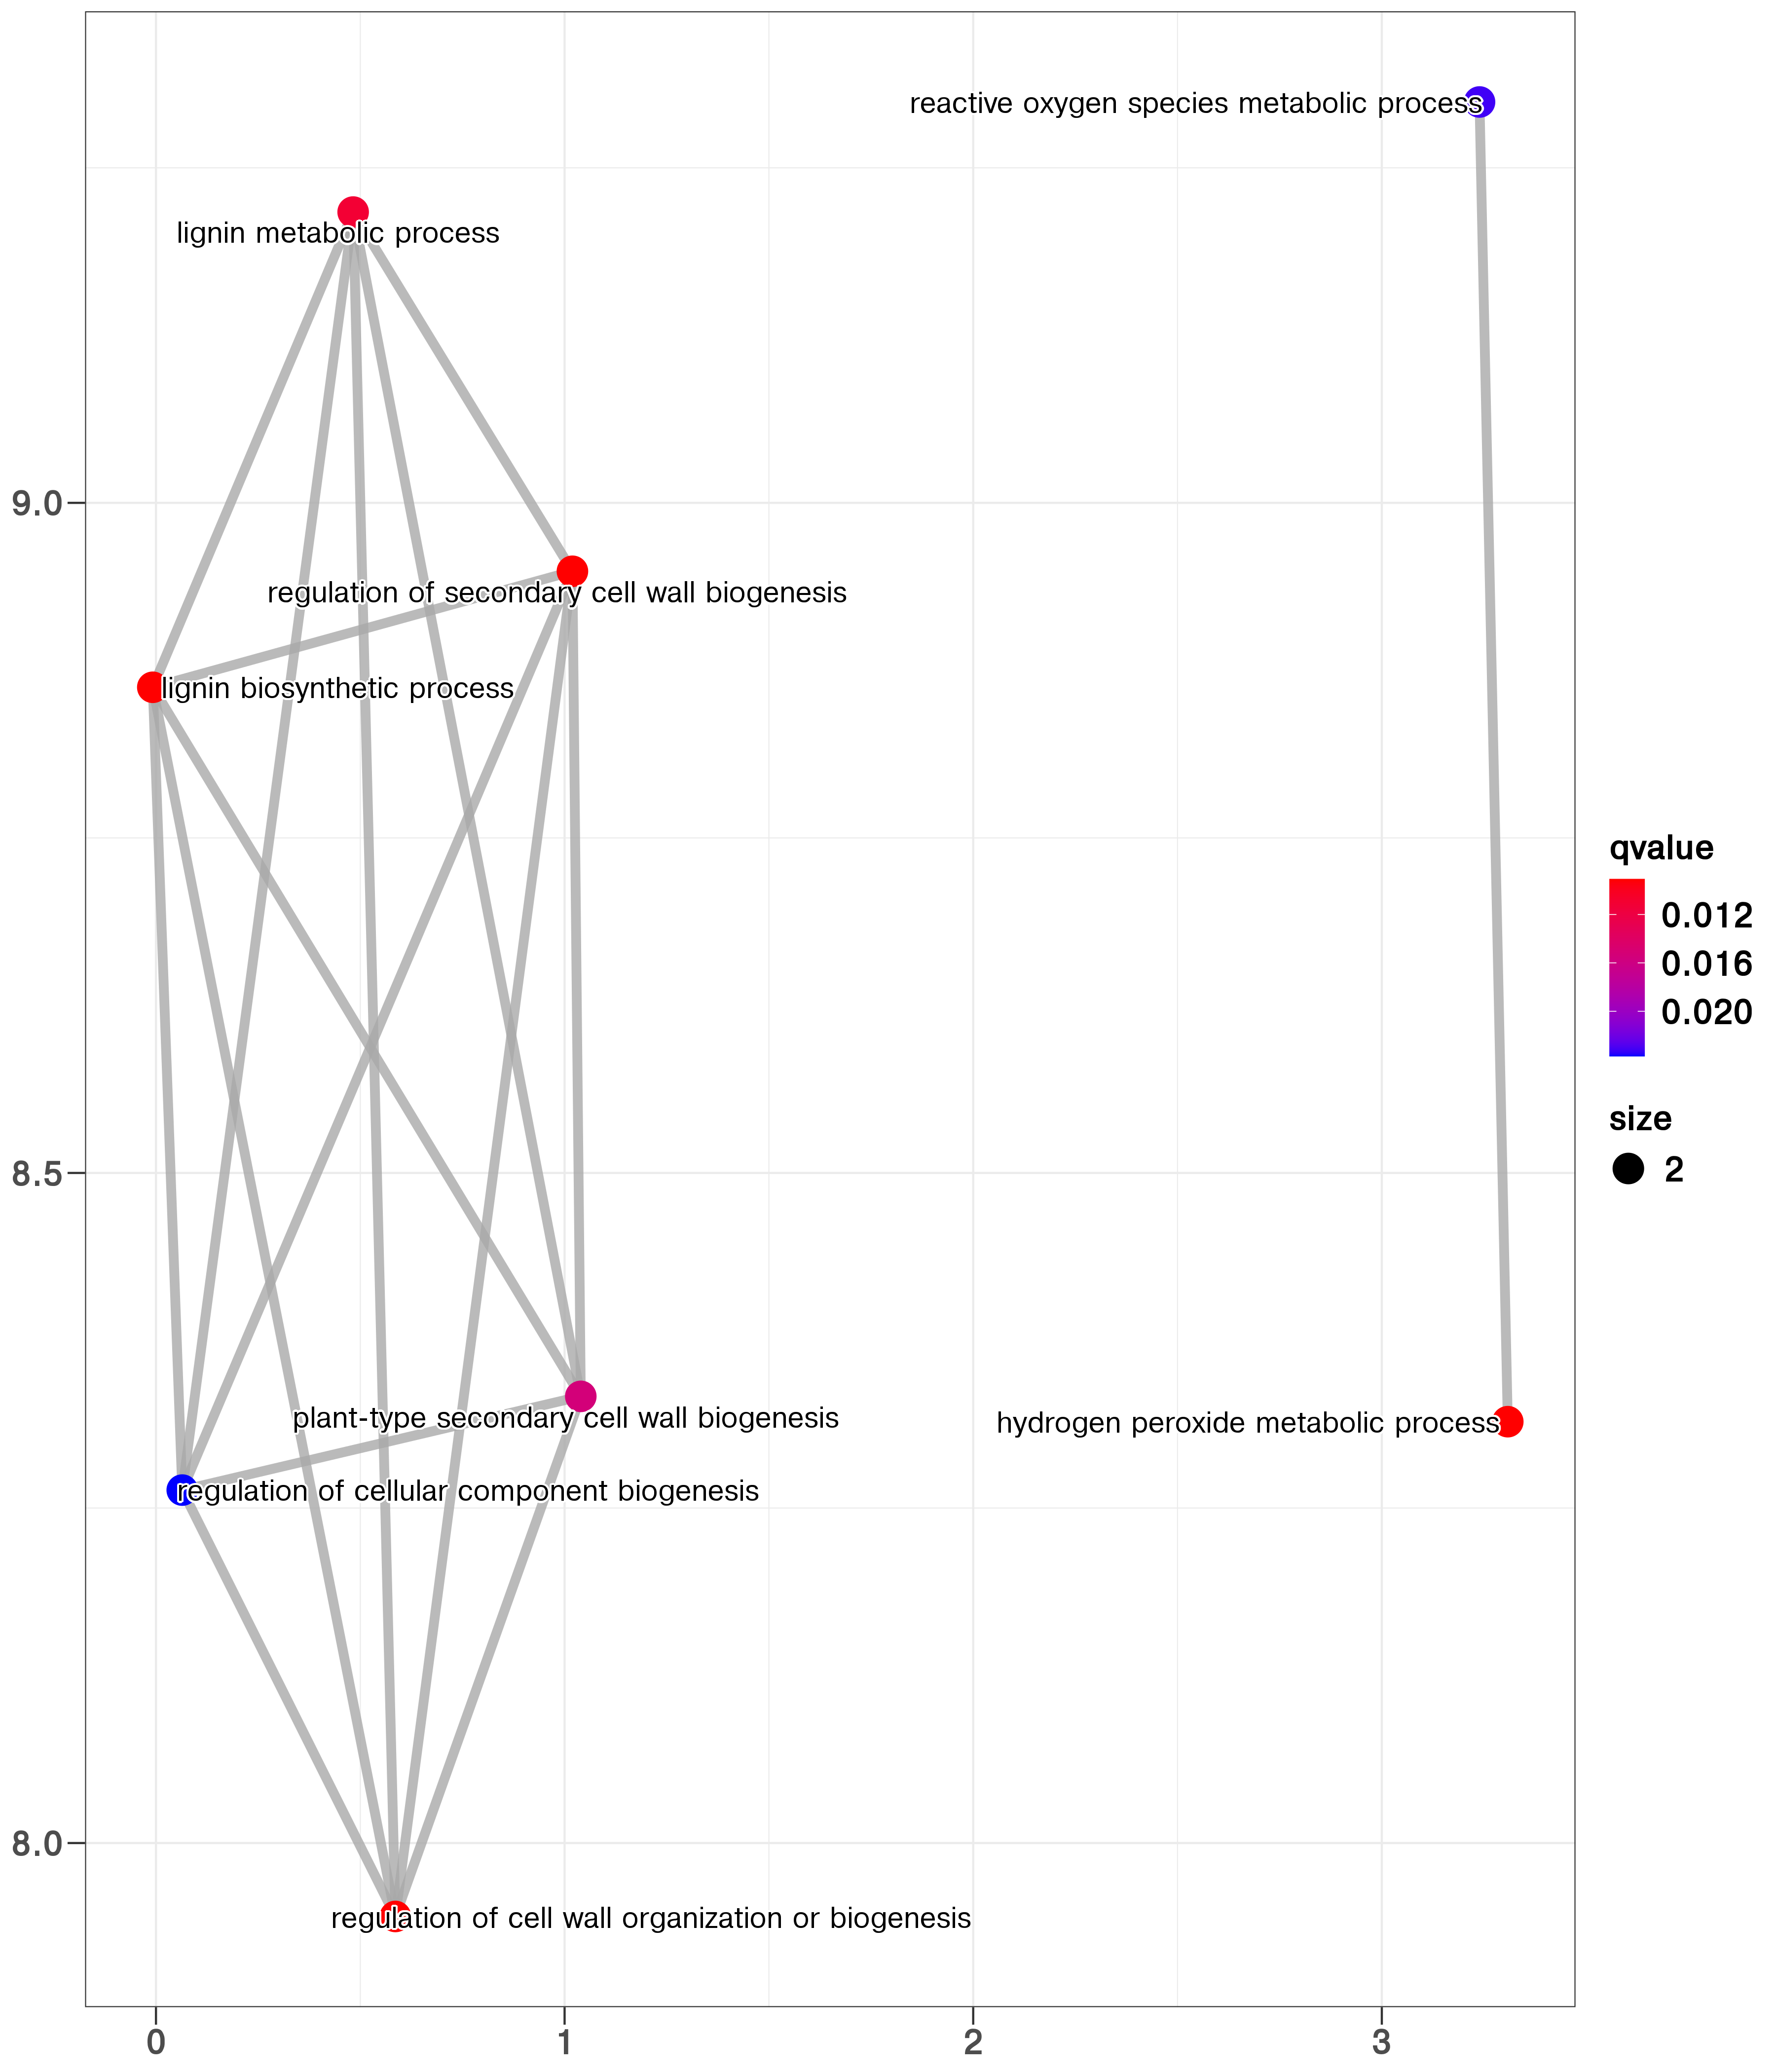 reactive oxygen species metabolic process
lignin metabolic process
9.0
regulation of secondary cell wall biogenesis
lignin biosynthetic process
qvalue
0.012
0.016
0.020
size
2
8.5
plant-type secondary cell wall biogenesis
hydrogen peroxide metabolic process
regulation of cellular component biogenesis
8.0
regulation of cell wall organization or biogenesis
0
1
2
3